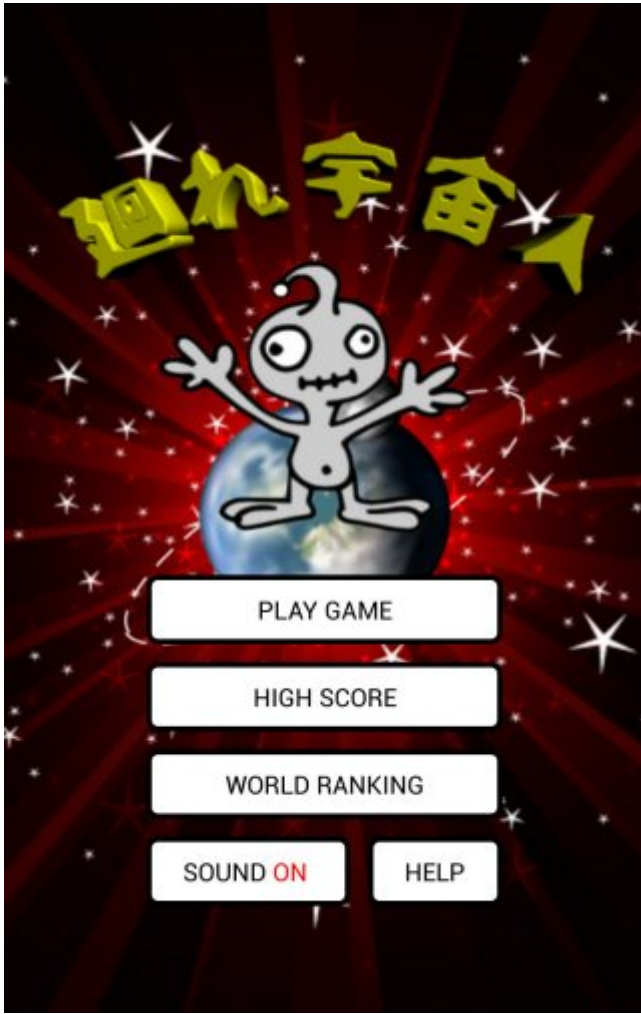 廻れ宇宙人
PLAY GAME
HIGH SCORE
WORLD RANKING
SOUND ON
HELP